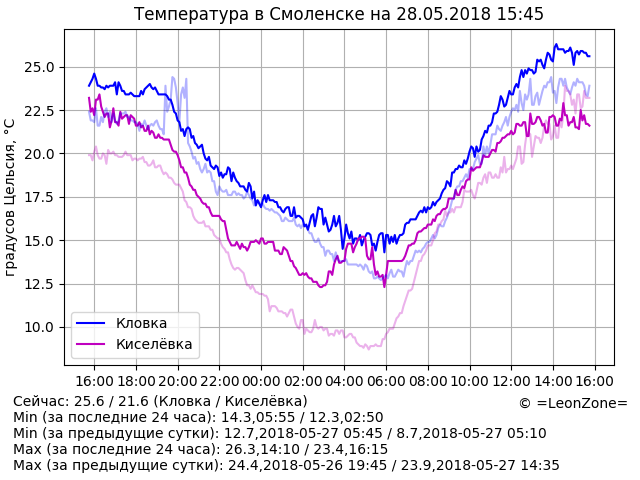 Температура в Смоленске на 28.05.2018 15:45
градусов Цельсия, °C
25.0
22.5
20.0
17.5
15.0
12.5
10.0
Кловка
Киселёвка
16:00 18:00 20:00 22:00 00:00 02:00 04:00 06:00 08:00 10:00 12:00 14:00 16:00
Сейчас: 25.6 / 21.6 (Кловка / Киселёвка)
© =LeonZone=
Min (за последние 24 часа): 14.3,05:55 / 12.3,02:50
Min (за предыдущие сутки): 12.7,2018-05-27 05:45 / 8.7,2018-05-27 05:10
Max (за последние 24 часа): 26.3,14:10 / 23.4,16:15
Max (за предыдущие сутки): 24.4,2018-05-26 19:45 / 23.9,2018-05-27 14:35